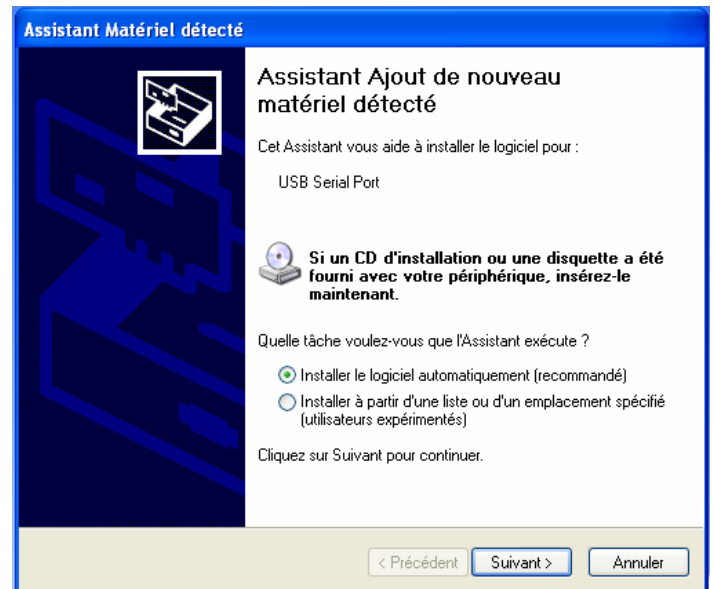 Assistant Matériel détecté
Assistant Ajout de nouveau
matériel détecté
Cet Assistant vous aide à installer le logiciel pour :
USB Serial Port
Si un CD d'installation ou une disquette a été
fourni avec votre périphérique, insérez-le
maintenant.
Quelle tâche voulez-vous que l'Assistant exécute ?
Installer le logiciel automatiquement (recommandé)
Installer à partir d'une liste ou d'un emplacement spécifié
(utilisateurs expérimentés)
Cliquez sur Suivant pour continuer.
< Précédent Suivant > Annuler